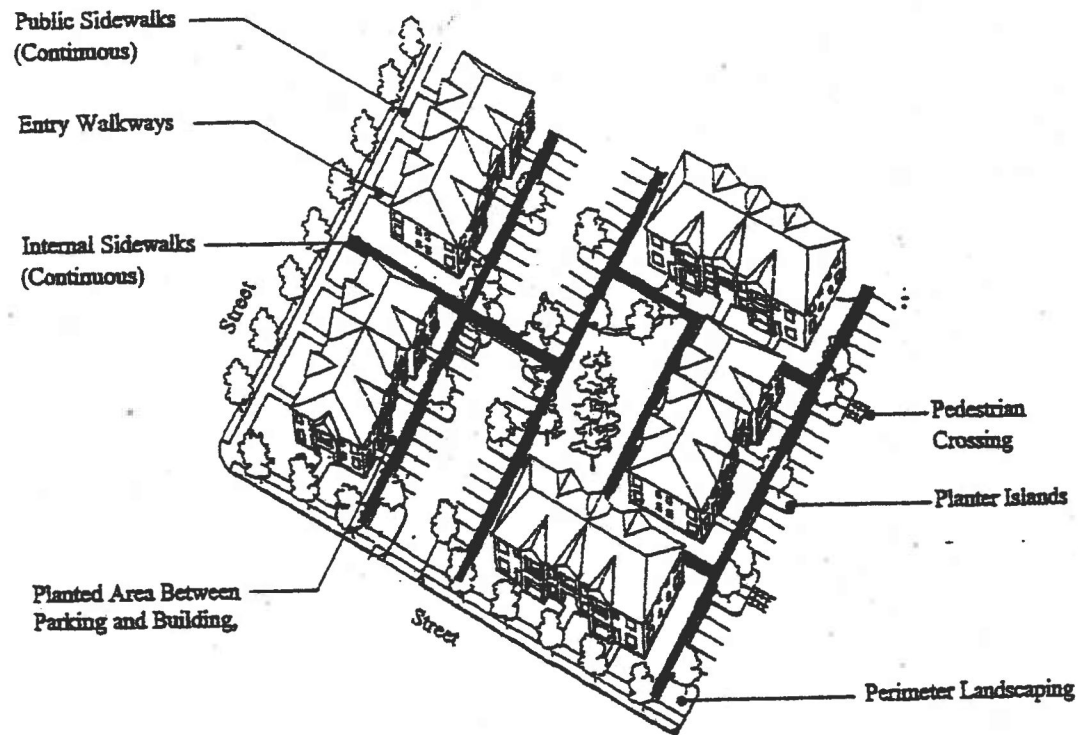 Public Sidewalks
(Continuous)
Entry Walkways
Internal Sidewalks
(Continuous)
Street
Pedestrian
Crossing
Planter Islands
Planted Area Between
Parking and Building,
Street
Perimeter Landscaping